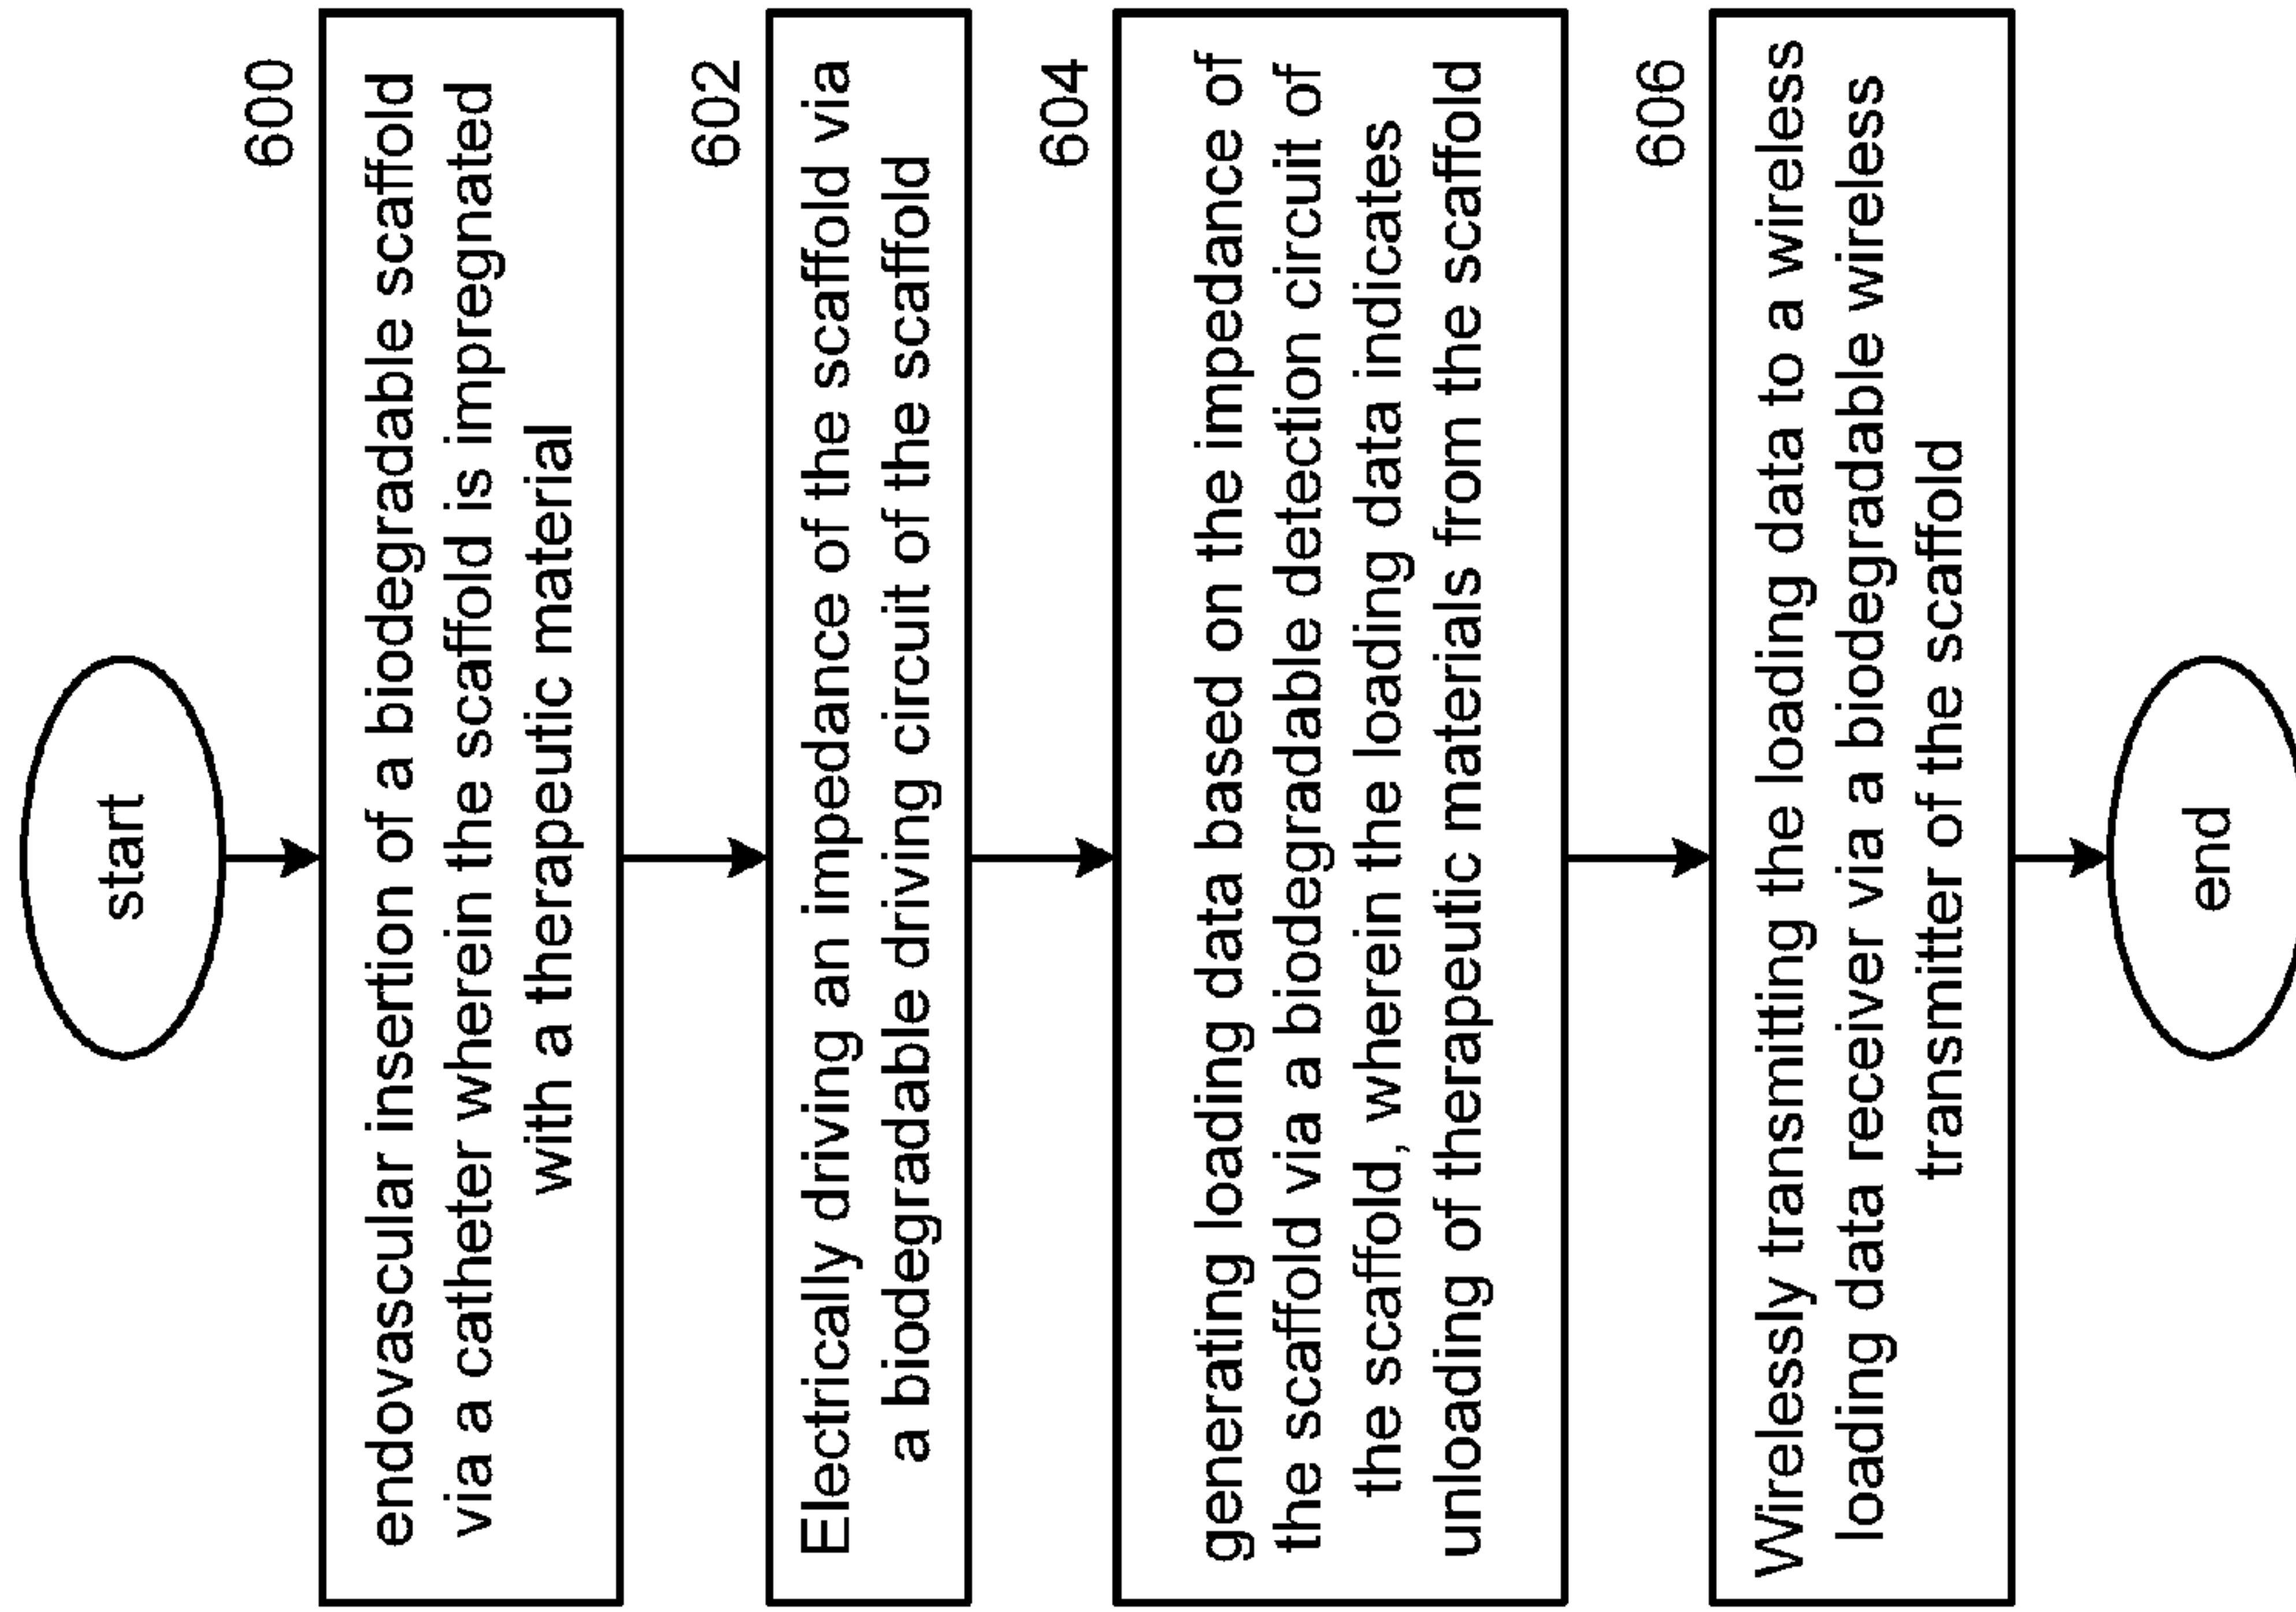 start
600
endovascular insertion of a biodegradable scaffold
via a catheter wherein the scaffold is impregnated
with a therapeutic material
602
Electrically driving an impedance of the scaffold via
a biodegradable driving circuit of the scaffold
604
generating loading data based on the impedance of
the scaffold via a biodegradable detection circuit of
the scaffold, wherein the loading data indicates
unloading of therapeutic materials from the scaffold
606
Wirelessly transmitting the loading data to a wireless
loading data receiver via a biodegradable wireless
transmitter of the scaffold
end